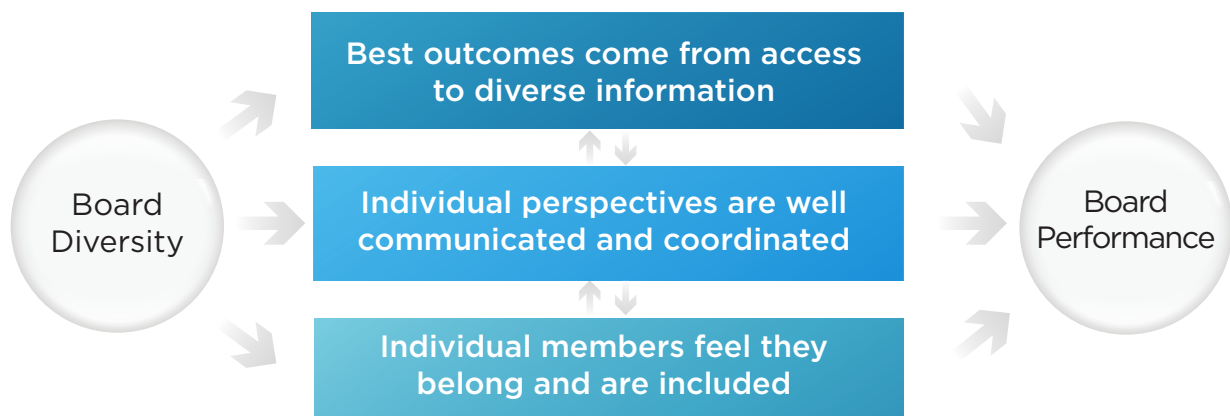 Best outcomes come from access
to diverse information
Board
Diversity
Individual perspectives are well
communicated and coordinated
Board
Performance
Individual members feel they
belong and are included